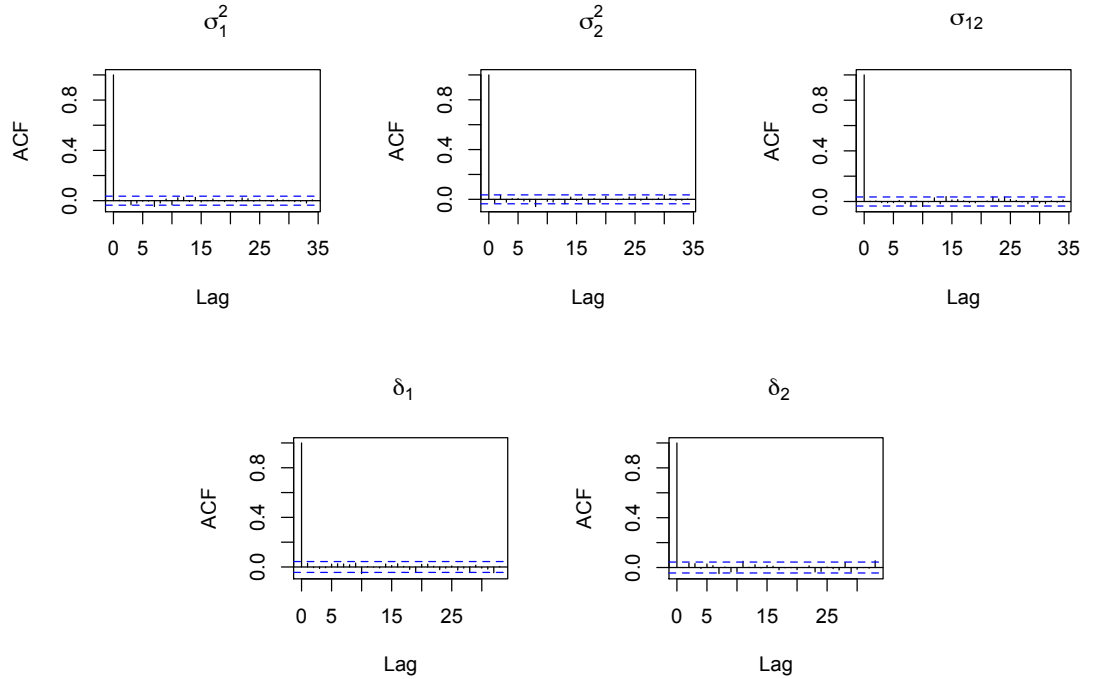 σ₁² σ₂² σ₁₂
ACF ACF ACF
0.0 0.4 0.8 0.0 0.4 0.8 0.0 0.4 0.8
0 5 15 25 35 0 5 15 25 35 0 5 15 25 35
Lag Lag Lag
δ₁ δ₂
ACF ACF
0.0 0.4 0.8 0.0 0.4 0.8
0 5 15 25 0 5 15 25
Lag Lag